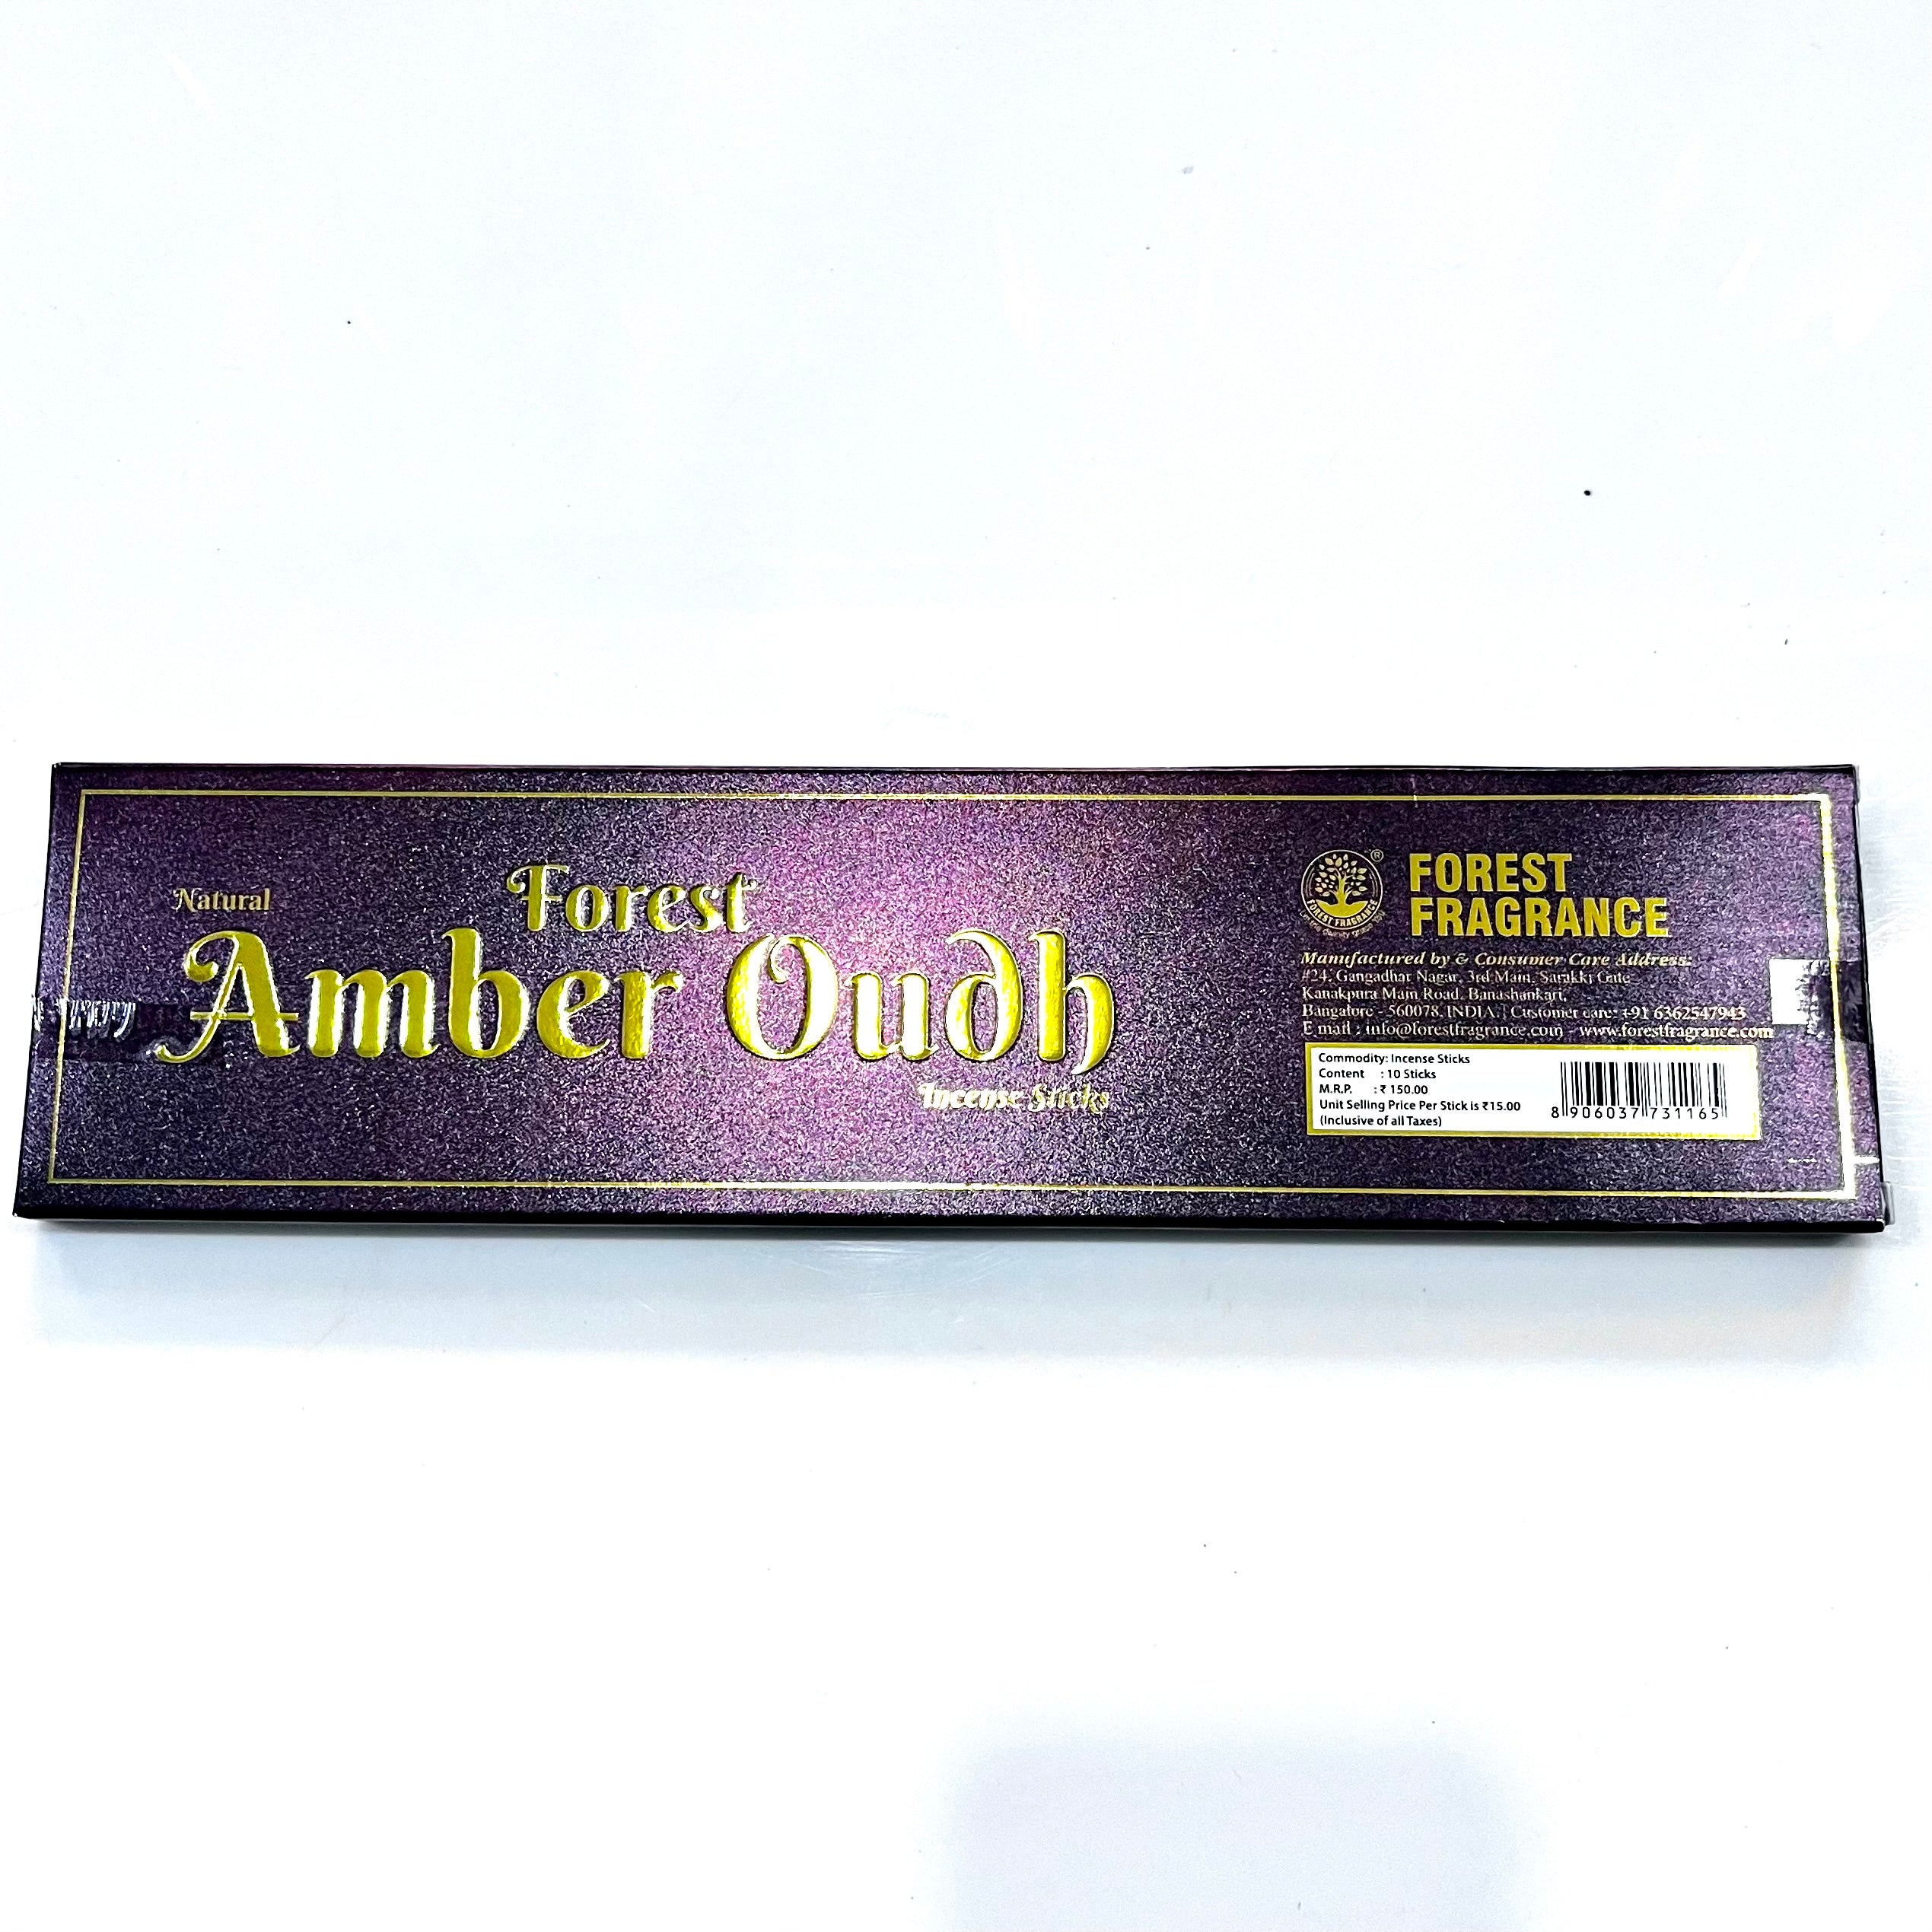 Natural
Forest
Amber Oudh
Incense Sticks
®
FOREST FRAGRANCE
FOREST
FRAGRANCE
Manufactured by & Consumer Care Address:
#24, Gangadhar Nagar, 3rd Main, Sarakki Gate
Kanakpura Main Road, Banashankari,
Bangalore - 560078, INDIA. | Customer care: +91 6362547943
E mail : info@forestfragrance.com www.forestfragrance.com
Commodity: Incense Sticks
Content : 10 Sticks
M.R.P. : ₹ 150.00
Unit Selling Price Per Stick is ₹15.00
(Inclusive of all Taxes)
8 906037 731165